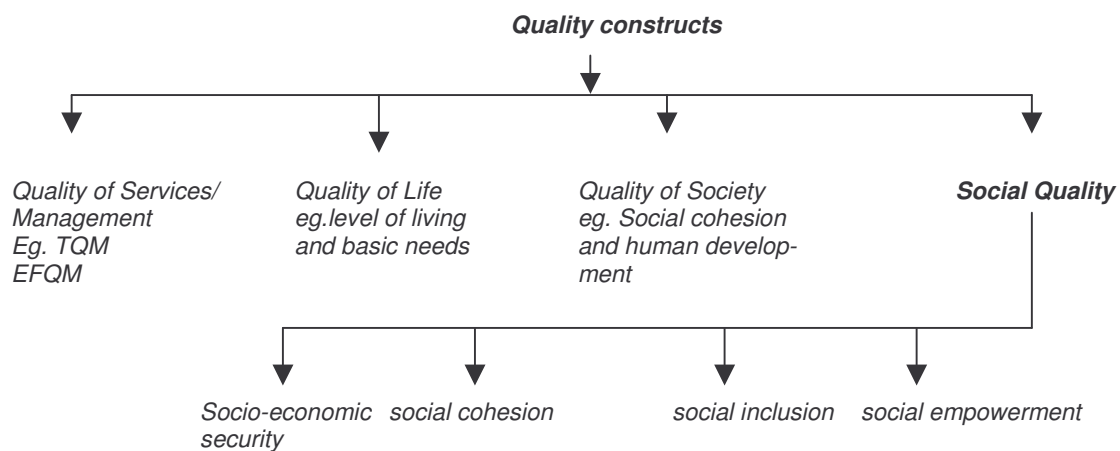 Quality constructs
Quality of Services/
Management
Eg. TQM
EFQM
Quality of Life
eg.level of living
and basic needs
Quality of Society
eg. Social cohesion
and human develop-
ment
Social Quality
Socio-economic
security
social cohesion
social inclusion
social empowerment